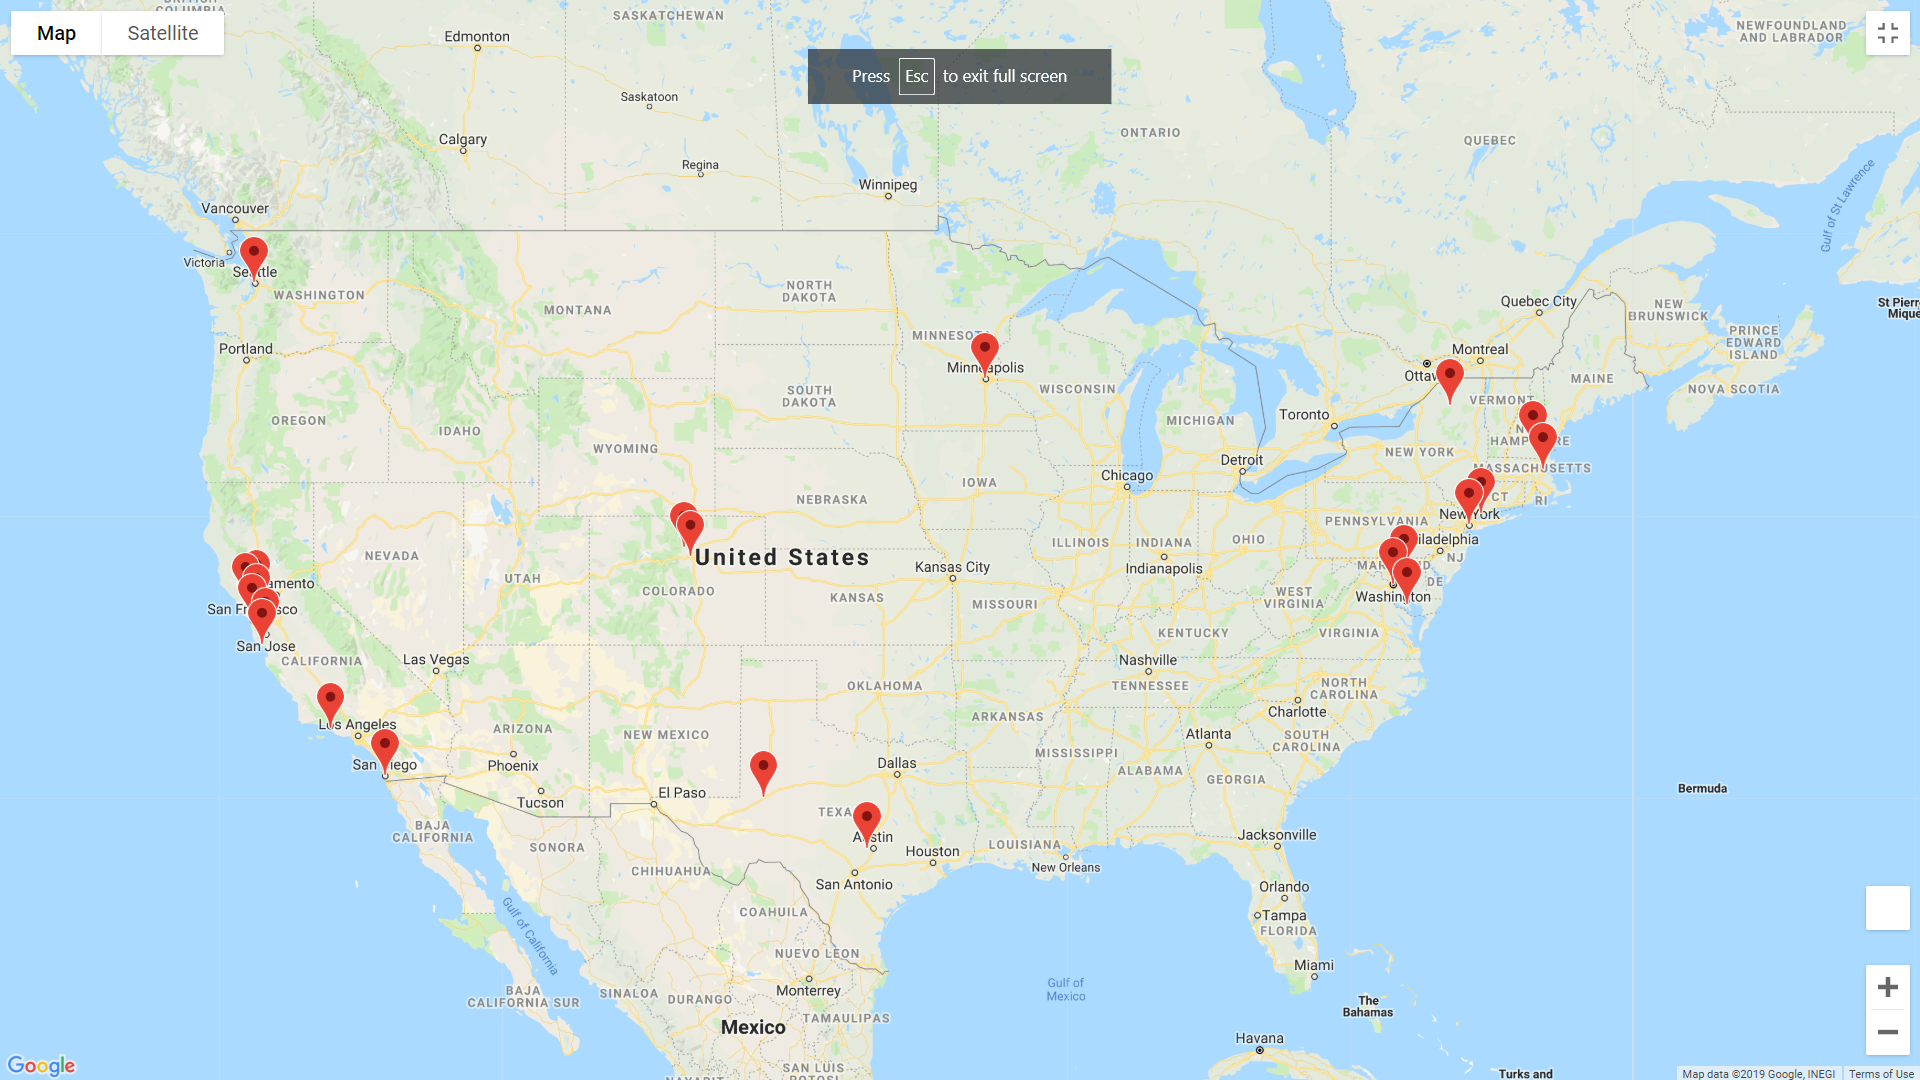 BRITISH
COLUMBIA
SASKATCHEWAN
NEWFOUNDLAND
AND LABRADOR
Map
Satellite
Edmonton
Press Esc to exit full screen
Saskatoon
Calgary
ONTARIO
QUEBEC
Regina
Winnipeg
Gulf of St Lawrence
Vancouver
Victoria
Seattle
WASHINGTON
NORTH
DAKOTA
MONTANA
Quebec City
NEW
BRUNSWICK
St Pierr
Mique
PRINCE
EDWARD
ISLAND
MINNESOTA
Portland
Montreal
Minneapolis
Ottaw
MAINE
NOVA SCOTIA
SOUTH
DAKOTA
WISCONSIN
VERMONT
Toronto
MICHIGAN
OREGON
IDAHO
WYOMING
NEW YORK
NEW
HAMPSHIRE
Detroit
MASSACHUSETTS
Chicago
IOWA
NEBRASKA
CT
RI
New York
PENNSYLVANIA
ILLINOIS
INDIANA
OHIO
Philadelphia
NJ
NEVADA
United States
UTAH
COLORADO
Kansas City
Indianapolis
MARYLAND
DE
Sacramento
KANSAS
MISSOURI
WEST
VIRGINIA
Washington
San Francisco
San Jose
CALIFORNIA
Las Vegas
KENTUCKY
VIRGINIA
Nashville
TENNESSEE
OKLAHOMA
NORTH
CAROLINA
Charlotte
Los Angeles
ARIZONA
NEW MEXICO
ARKANSAS
Atlanta
SOUTH
CAROLINA
San Diego
Phoenix
Dallas
MISSISSIPPI
ALABAMA
GEORGIA
Bermuda
Tucson
El Paso
TEXAS
Austin
BAJA
CALIFORNIA
SONORA
Houston
LOUISIANA
Jacksonville
CHIHUAHUA
New Orleans
San Antonio
Orlando
Tampa
FLORIDA
COAHUILA
Gulf of California
NUEVO LEON
Miami
Monterrey
Gulf of
Mexico
BAJA
CALIFORNIA SUR
SINALOA
DURANGO
The
Bahamas
TAMAULIPAS
Mexico
Havana
SAN LUIS
POTOSI
NAYARIT
Turks and
Google
Map data ©2019 Google, INEGI
Terms of Use